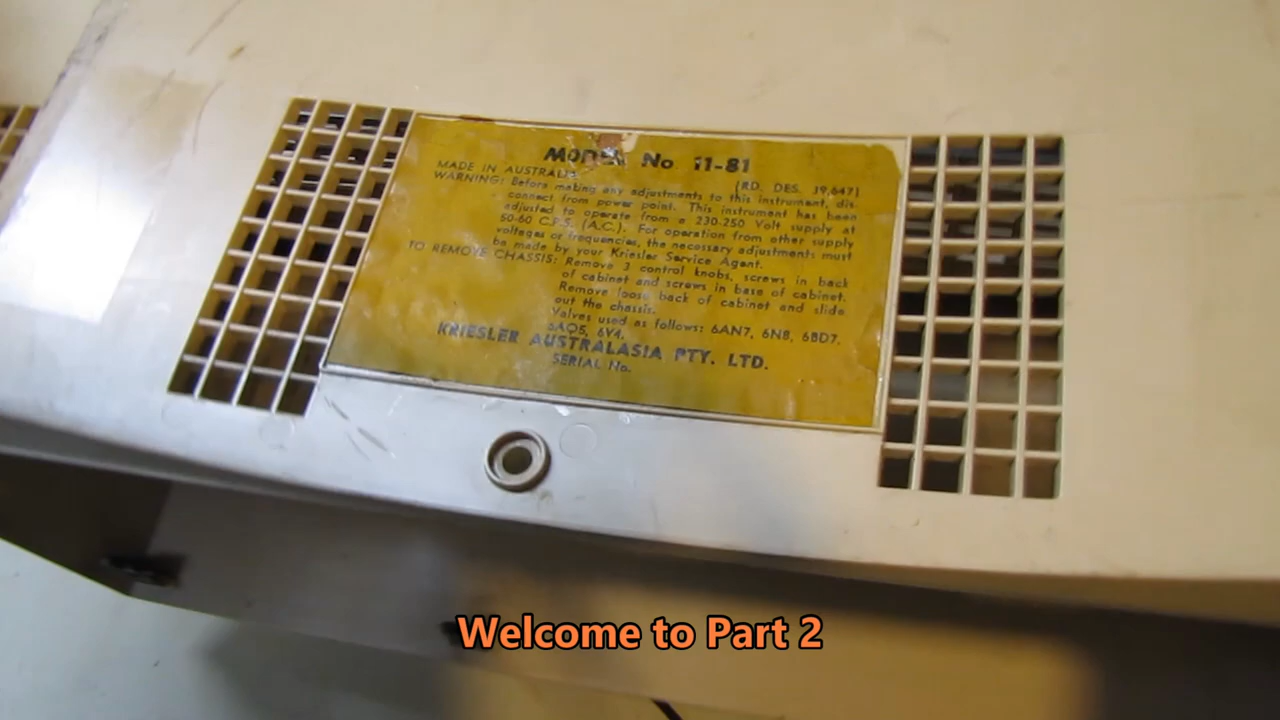 MODEL No 11-81
MADE IN AUSTRALIA
(RD. DES. 39,647)
WARNING: Before making any adjustments to this instrument, dis-
connect from power point. This instrument has been
adjusted to operate from a 230-250 Volt supply at
50-60 C.P.S. (A.C.). For operation from other supply
voltages or frequencies, the necessary adjustments must
be made by your Kriesler Service Agent.
TO REMOVE CHASSIS: Remove 3 control knobs, screws in back
of cabinet and screws in base of cabinet.
Remove loose back of cabinet and slide
out the chassis.
Valves used as follows: 6AN7, 6N8, 6BD7,
6AQ5, 6V4.
KRIESLER AUSTRALASIA PTY. LTD.
SERIAL No.
Welcome to Part 2